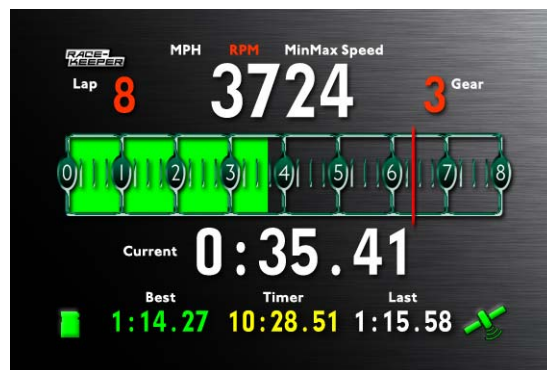 RACE-KEEPER
MPH RPM MinMax Speed
Lap 8 3724 3 Gear
0 1 2 3 4 5 6 7 8
Current 0:35.41
Best Timer Last
1:14.27 10:28.51 1:15.58